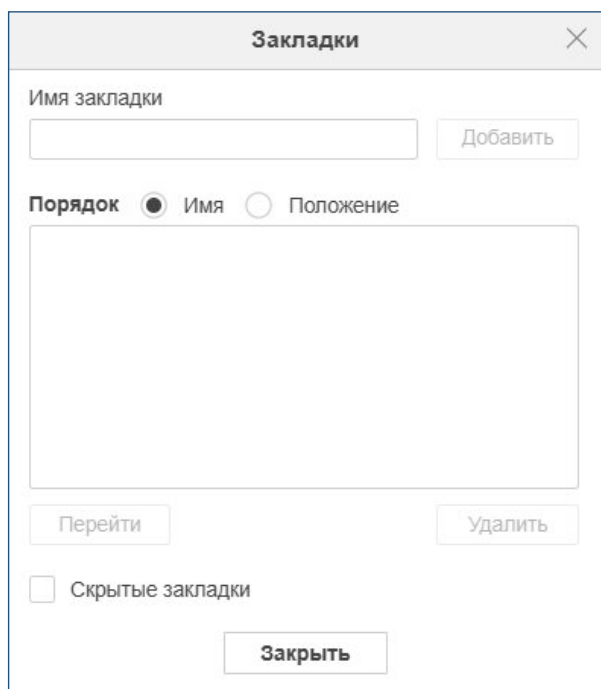 Закладки
Имя закладки
Добавить
Порядок Имя Положение
Перейти Удалить
Скрытые закладки
Закрыть